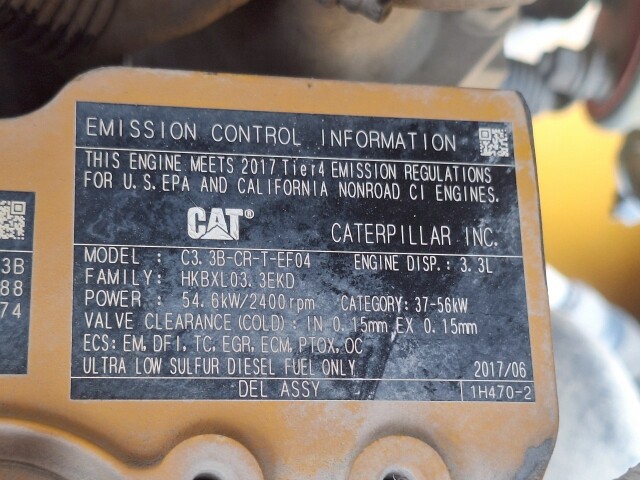 EMISSION CONTROL INFORMATION
THIS ENGINE MEETS 2017 Tier4 EMISSION REGULATIONS
FOR U.S.EPA AND CALIFORNIA NONROAD CI ENGINES.
CAT® CATERPILLAR INC.
MODEL : C3.3B-CR-T-EF04 ENGINE DISP.: 3.3L
FAMILY : HKBXL03.3EKD
POWER : 54.6kW/2400rpm CATEGORY: 37-56kW
VALVE CLEARANCE(COLD): IN 0.15mm EX 0.15mm
ECS: EM, DFI, TC, EGR, ECM, PTOX, OC
ULTRA LOW SULFUR DIESEL FUEL ONLY 2017/06
DEL ASSY 1H470-2
3B
88
74